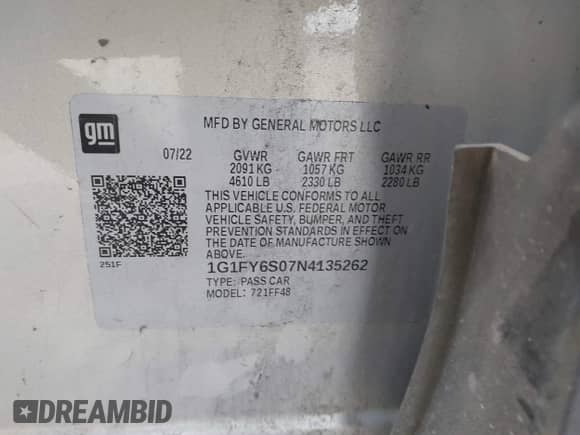 gm
MFD BY GENERAL MOTORS LLC
07/22 GVWR GAWR FRT GAWR RR
2091 KG 1057 KG 1034 KG
4610 LB 2330 LB 2280 LB
THIS VEHICLE CONFORMS TO ALL
APPLICABLE U.S. FEDERAL MOTOR
VEHICLE SAFETY, BUMPER, AND THEFT
PREVENTION STANDARDS IN EFFECT ON
THE DATE OF MANUFACTURE SHOWN
ABOVE.
251F
1G1FY6S07N4135262
TYPE: PASS CAR
MODEL: 721FF48
DREAMBID